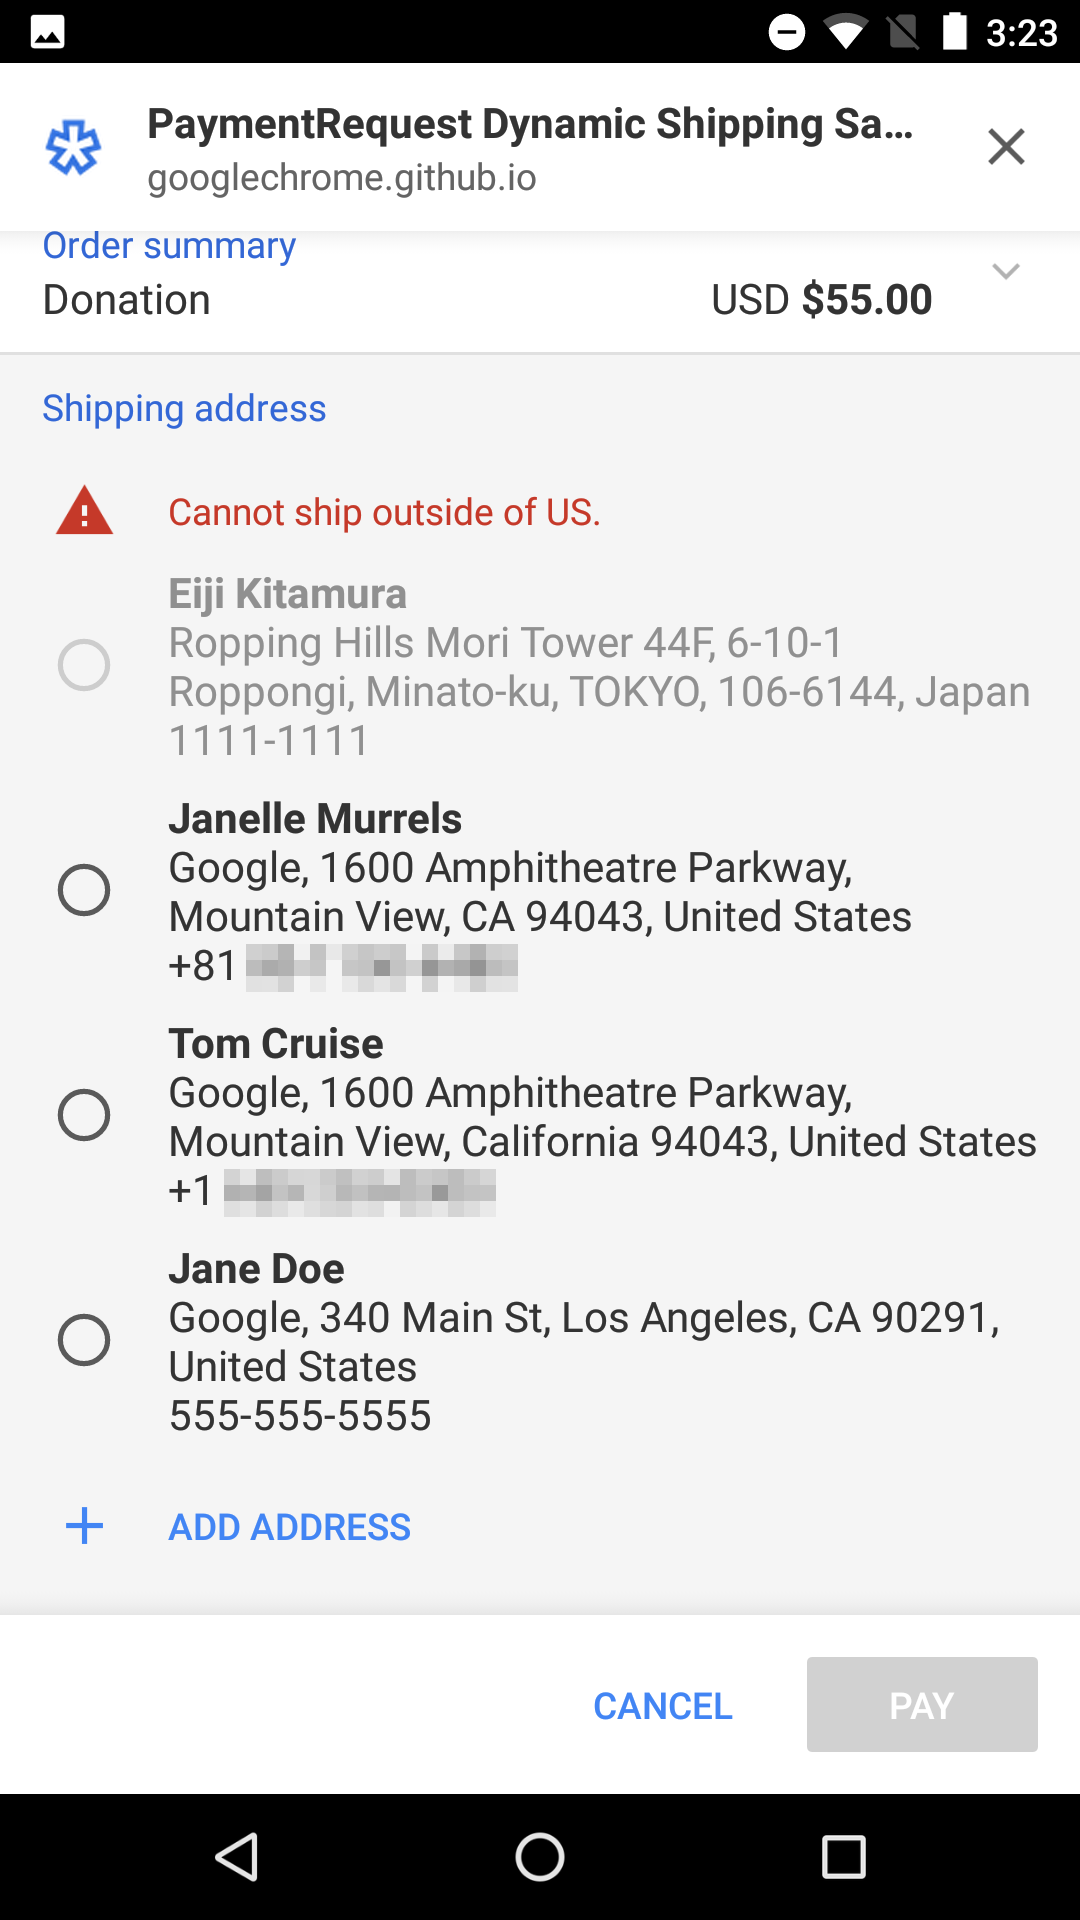 3:23
PaymentRequest Dynamic Shipping Sa...
googlechrome.github.io
Order summary
Donation USD $55.00
Shipping address
Cannot ship outside of US.
Eiji Kitamura
Ropping Hills Mori Tower 44F, 6-10-1
Roppongi, Minato-ku, TOKYO, 106-6144, Japan
1111-1111
Janelle Murrels
Google, 1600 Amphitheatre Parkway,
Mountain View, CA 94043, United States
+81
Tom Cruise
Google, 1600 Amphitheatre Parkway,
Mountain View, California 94043, United States
+1
Jane Doe
Google, 340 Main St, Los Angeles, CA 90291,
United States
555-555-5555
ADD ADDRESS
CANCEL PAY